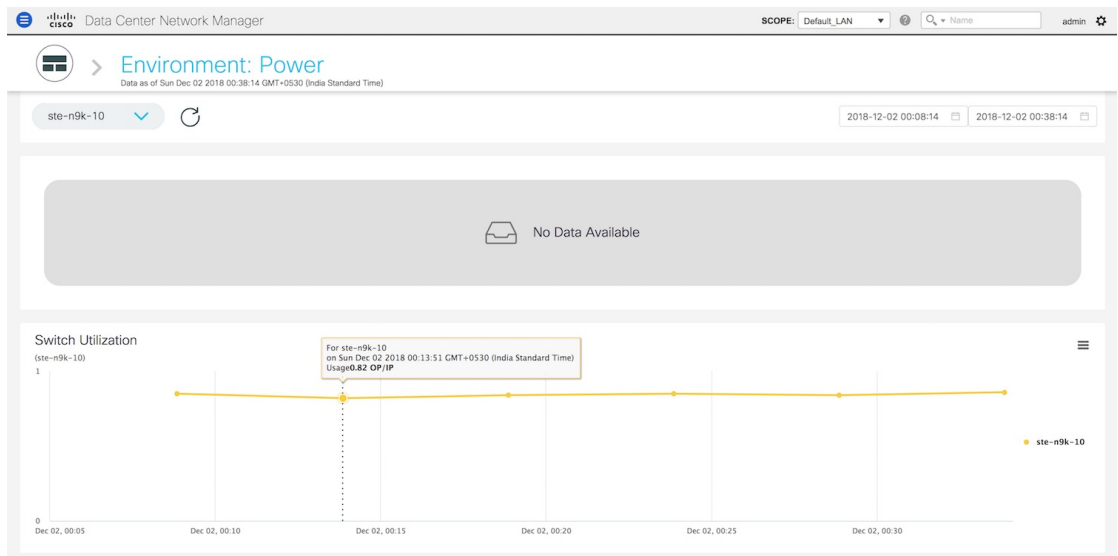 cisco Data Center Network Manager
SCOPE: Default_LAN
Name
admin
Environment: Power
Data as of Sun Dec 02 2018 00:38:14 GMT+0530 (India Standard Time)
ste-n9k-10
2018-12-02 00:08:14
2018-12-02 00:38:14
No Data Available
Switch Utilization
(ste-n9k-10)
For ste-n9k-10
on Sun Dec 02 2018 00:13:51 GMT+0530 (India Standard Time)
Usage0.82 OP/IP
1
ste-n9k-10
0
Dec 02, 00:05 Dec 02, 00:10 Dec 02, 00:15 Dec 02, 00:20 Dec 02, 00:25 Dec 02, 00:30